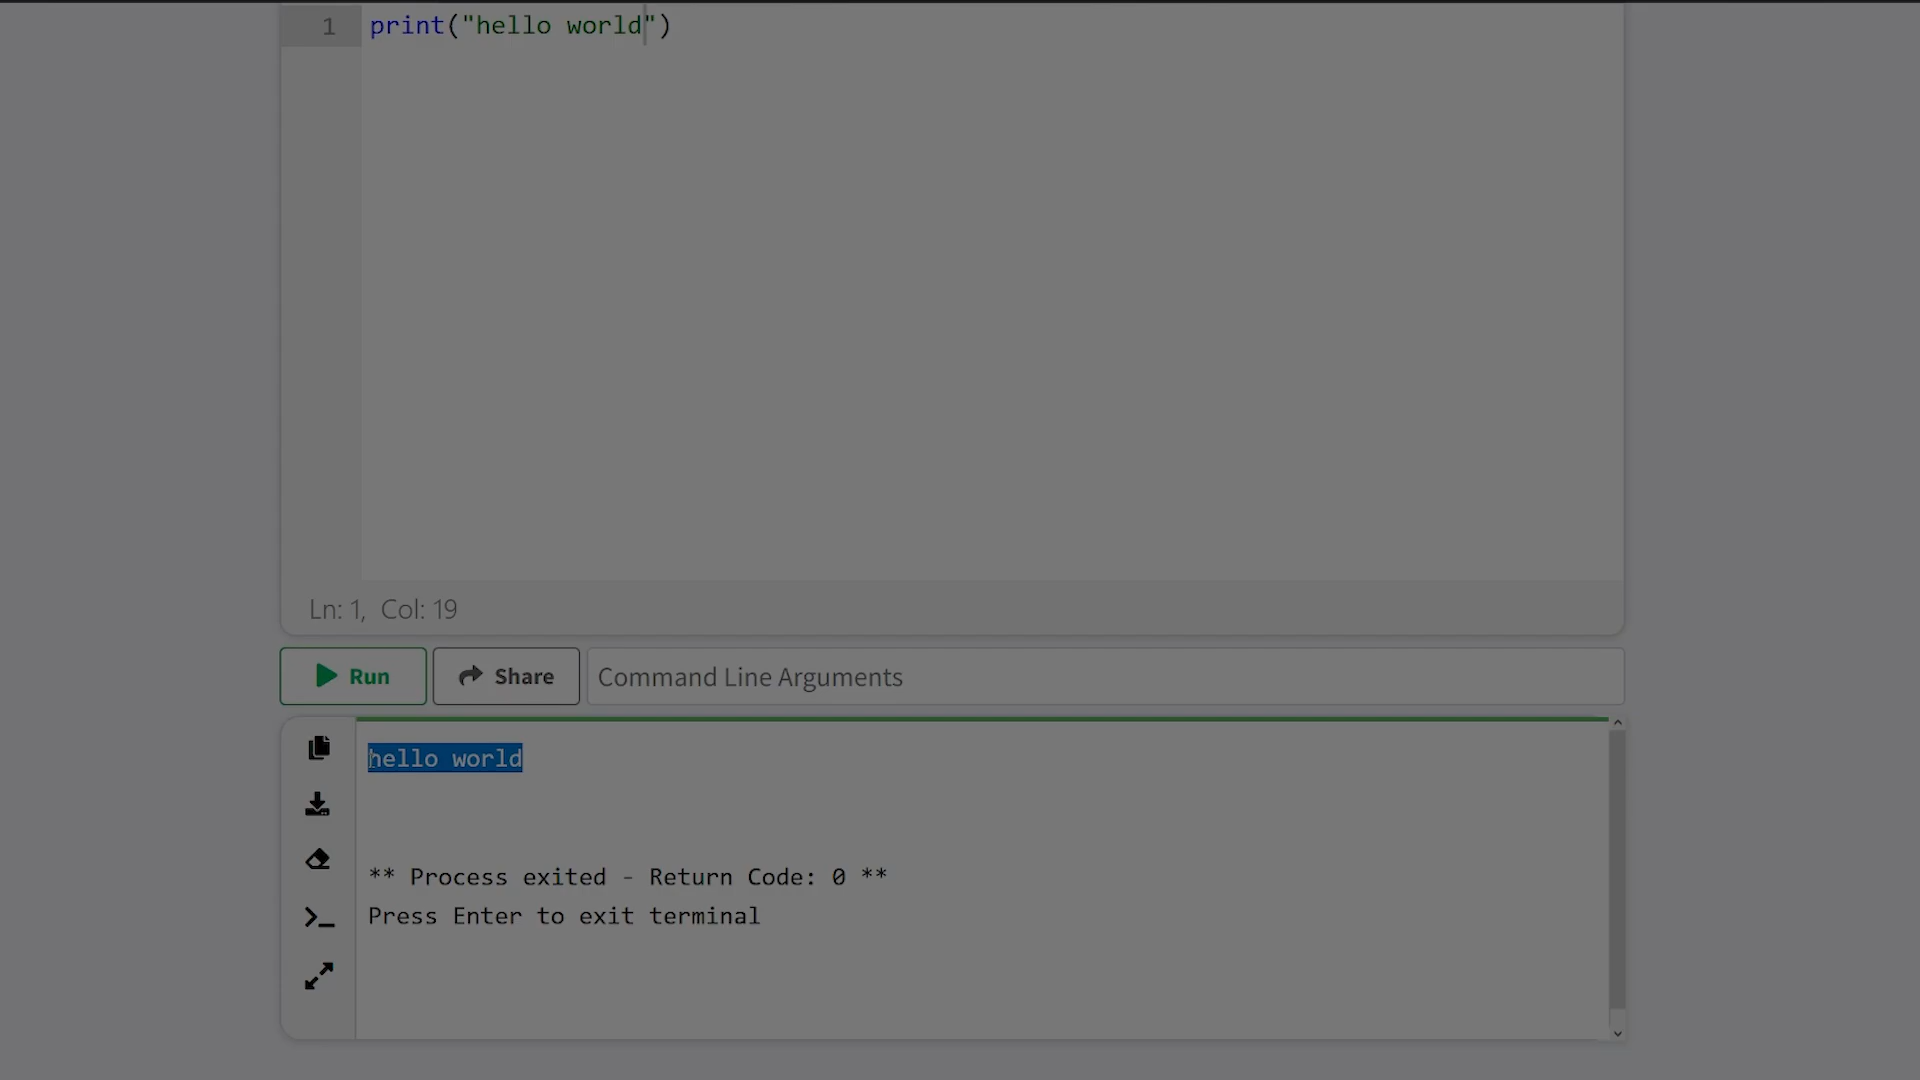 1 print("hello world")
Ln: 1, Col: 19
Run Share Command Line Arguments
hello world
** Process exited - Return Code: 0 **
Press Enter to exit terminal